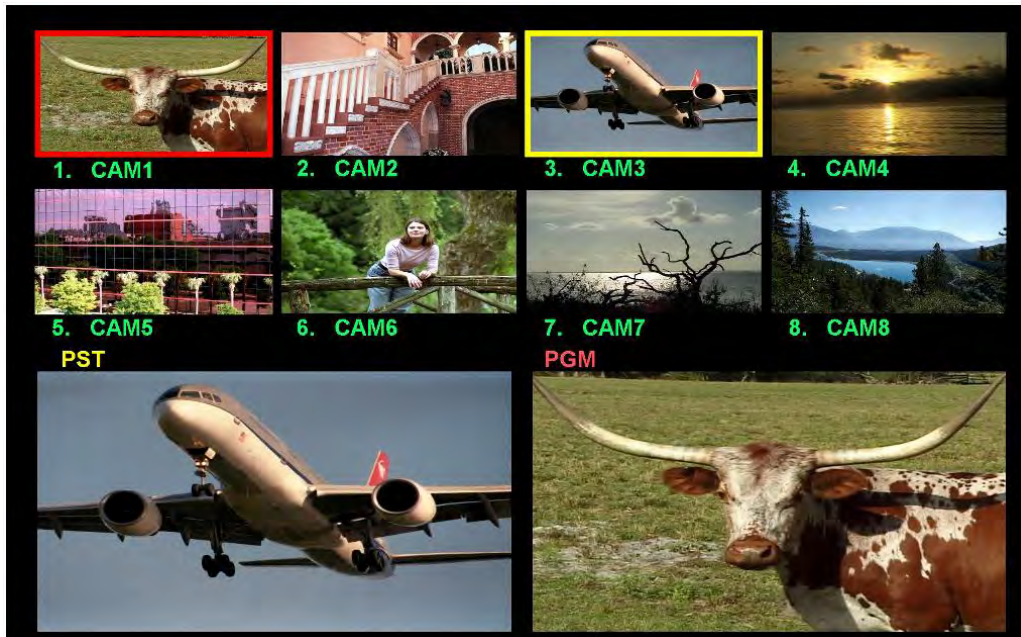 1. CAM1
2. CAM2
3. CAM3
4. CAM4
5. CAM5
6. CAM6
7. CAM7
8. CAM8
PST
PGM